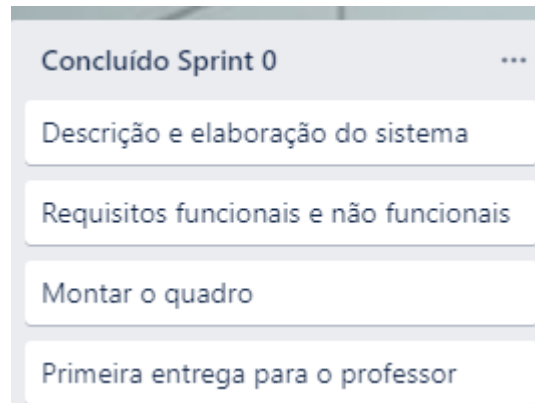 Concluído Sprint 0
Descrição e elaboração do sistema
Requisitos funcionais e não funcionais
Montar o quadro
Primeira entrega para o professor